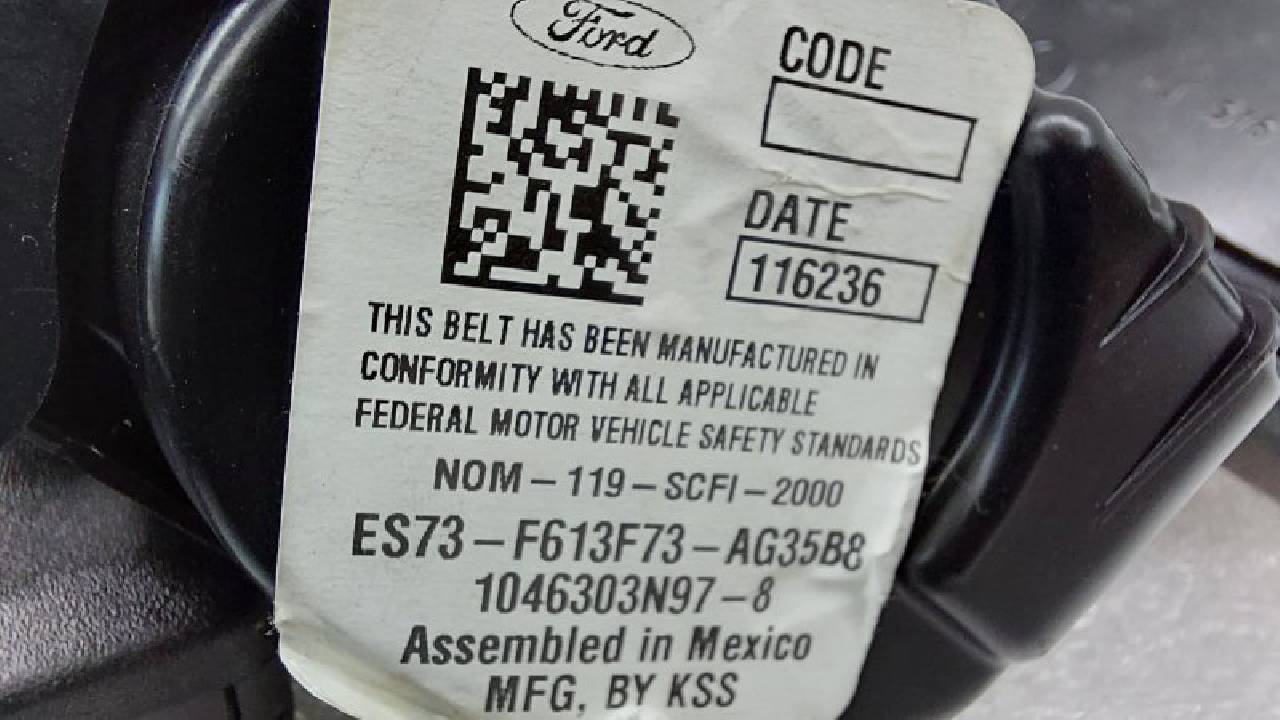 Ford
CODE
DATE
116236
THIS BELT HAS BEEN MANUFACTURED IN
CONFORMITY WITH ALL APPLICABLE
FEDERAL MOTOR VEHICLE SAFETY STANDARDS
NOM-119-SCFI-2000
ES73-F613F73-AG35B8
1046303N97-8
Assembled in Mexico
MFG, BY KSS